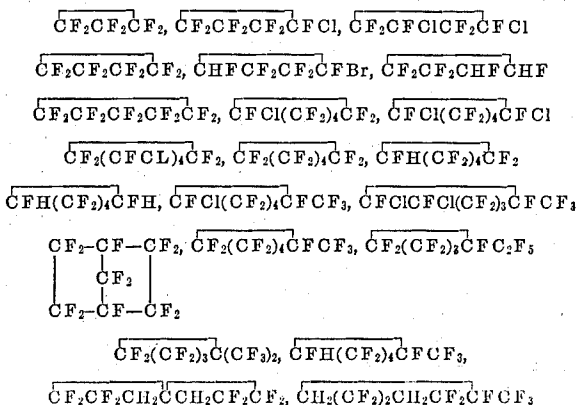 CF₂CF₂CF₂, CF₂CF₂CF₂CFCl, CF₂CFClCF₂CFCl
CF₂CF₂CF₂CF₂, CHFCF₂CF₂CFBr, CF₂CF₂CHFCHF
CF₂CF₂CF₂CF₂CF₂, CFCl(CF₂)₄CF₂, CFCl(CF₂)₄CFCl
CF₂(CFCL)₄CF₂, CF₂(CF₂)₄CF₂, CFH(CF₂)₄CF₂
CFH(CF₂)₄CFH, CFCl(CF₂)₄CFCF₃, CFClCFCl(CF₂)₃CFCF₃
CF₂–CF–CF₂, CF₂(CF₂)₄CFCF₃, CF₂(CF₂)₃CFC₂F₅
CF₂
CF₂–CF–CF₂
CF₂(CF₂)₃C(CF₃)₂, CFH(CF₂)₄CFCF₃,
CF₂CF₂CH₂CCH₂CF₂CF₂, CH₂(CF₂)₂CH₂CF₂CFCF₃